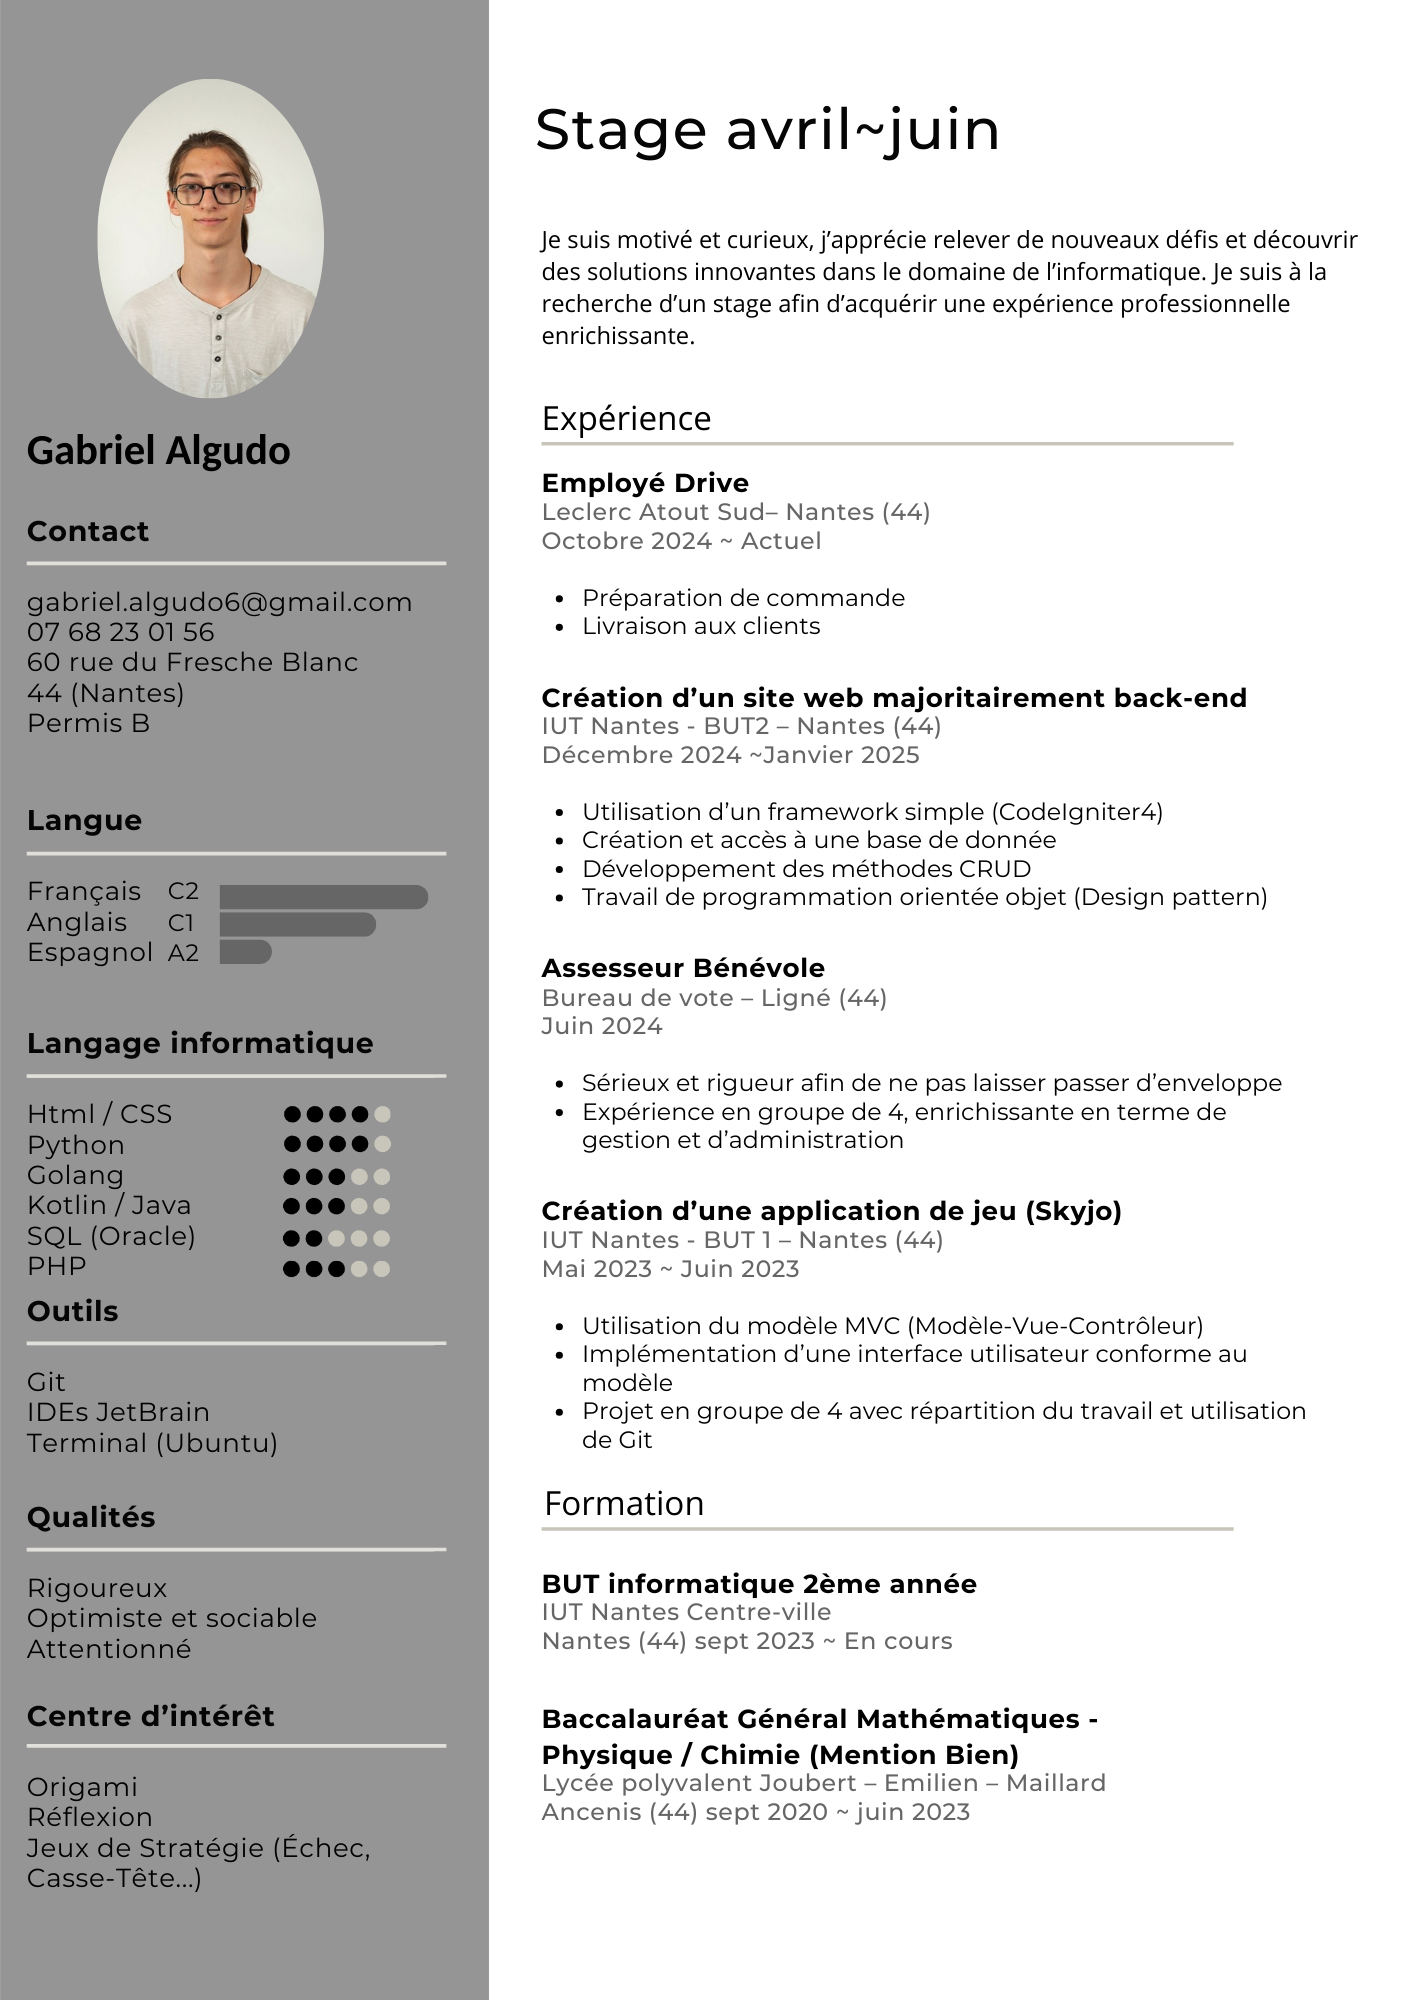 Gabriel Algudo
Contact
gabriel.algudo6@gmail.com
07 68 23 01 56
60 rue du Fresche Blanc
44 (Nantes)
Permis B
Langue
Français C2
Anglais C1
Espagnol A2
Langage informatique
Html / CSS
Python
Golang
Kotlin / Java
SQL (Oracle)
PHP
Outils
Git
IDEs JetBrain
Terminal (Ubuntu)
Qualités
Rigoureux
Optimiste et sociable
Attentionné
Centre d’intérêt
Origami
Réflexion
Jeux de Stratégie (Échec,
Casse-Tête...)
Stage avril~juin
Je suis motivé et curieux, j’apprécie relever de nouveaux défis et découvrir
des solutions innovantes dans le domaine de l’informatique. Je suis à la
recherche d’un stage afin d’acquérir une expérience professionnelle
enrichissante.
Expérience
Employé Drive
Leclerc Atout Sud– Nantes (44)
Octobre 2024 ~ Actuel
• Préparation de commande
• Livraison aux clients
Création d’un site web majoritairement back-end
IUT Nantes - BUT2 – Nantes (44)
Décembre 2024 ~Janvier 2025
• Utilisation d’un framework simple (CodeIgniter4)
• Création et accès à une base de donnée
• Développement des méthodes CRUD
• Travail de programmation orientée objet (Design pattern)
Assesseur Bénévole
Bureau de vote – Ligné (44)
Juin 2024
• Sérieux et rigueur afin de ne pas laisser passer d’enveloppe
• Expérience en groupe de 4, enrichissante en terme de
gestion et d’administration
Création d’une application de jeu (Skyjo)
IUT Nantes - BUT 1 – Nantes (44)
Mai 2023 ~ Juin 2023
• Utilisation du modèle MVC (Modèle-Vue-Contrôleur)
• Implémentation d’une interface utilisateur conforme au
modèle
• Projet en groupe de 4 avec répartition du travail et utilisation
de Git
Formation
BUT informatique 2ème année
IUT Nantes Centre-ville
Nantes (44) sept 2023 ~ En cours
Baccalauréat Général Mathématiques -
Physique / Chimie (Mention Bien)
Lycée polyvalent Joubert – Emilien – Maillard
Ancenis (44) sept 2020 ~ juin 2023